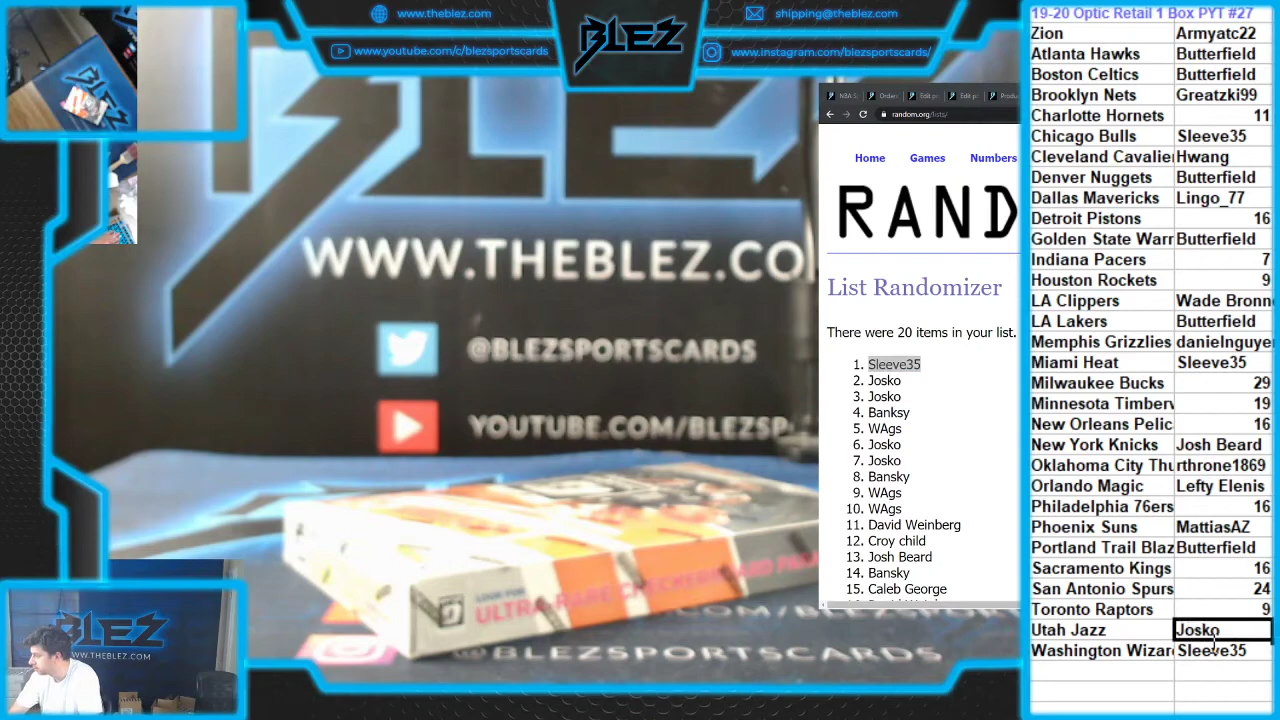 www.theblez.com
shipping@theblez.com
www.youtube.com/c/blezsportscards
www.instagram.com/blezsportscards/
BLEZ
WWW.THEBLEZ.CO
@BLEZSPORTSCARDS
YOUTUBE.COM/BLEZSP
LOOK FOR
ULTRA-RARE CHECKERBOARD
@BLEZSPORTSCARDS
BLEZ
WWW.THEBLEZ.COM
random.org/lists/
Home Games Numbers
RAND
List Randomizer
There were 20 items in your list.
1. Sleeve35
2. Josko
3. Josko
4. Banksy
5. WAgs
6. Josko
7. Josko
8. Bansky
9. WAgs
10. WAgs
11. David Weinberg
12. Croy child
13. Josh Beard
14. Bansky
15. Caleb George
19-20 Optic Retail 1 Box PYT #27
Zion Armyatc22
Atlanta Hawks Butterfield
Boston Celtics Butterfield
Brooklyn Nets Greatzki99
Charlotte Hornets 11
Chicago Bulls Sleeve35
Cleveland Cavalier Hwang
Denver Nuggets Butterfield
Dallas Mavericks Lingo_77
Detroit Pistons 16
Golden State Warr Butterfield
Indiana Pacers 7
Houston Rockets 9
LA Clippers Wade Bronne
LA Lakers Butterfield
Memphis Grizzlies danielnguye
Miami Heat Sleeve35
Milwaukee Bucks 29
Minnesota Timberv 19
New Orleans Pelic 16
New York Knicks Josh Beard
Oklahoma City Thu rthrone1869
Orlando Magic Lefty Elenis
Philadelphia 76ers 16
Phoenix Suns MattiasAZ
Portland Trail Blaz Butterfield
Sacramento Kings 16
San Antonio Spurs 24
Toronto Raptors 9
Utah Jazz Josko
Washington Wizard Sleeve35